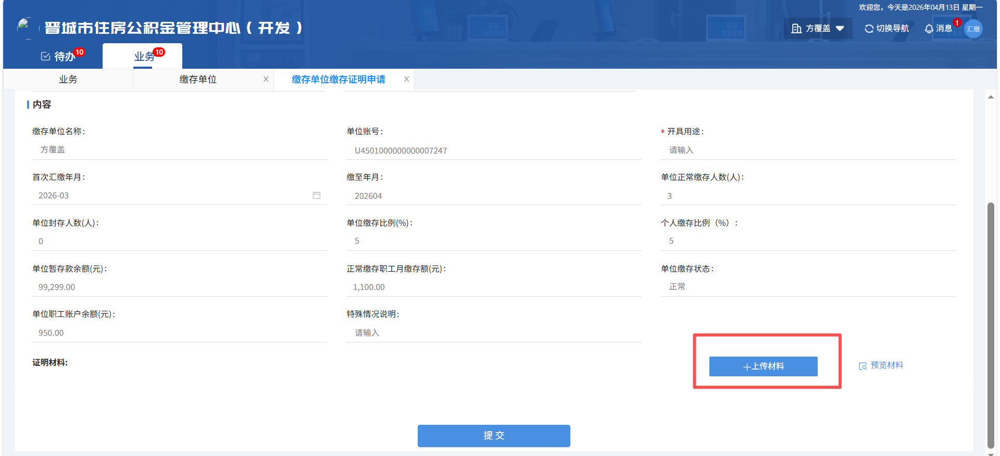 欢迎您，今天是2026年04月13日 星期一
晋城市住房公积金管理中心（开发）
方覆盖
切换导航
消息 1
汇缴
待办 10
业务 10
业务
缴存单位
缴存单位缴存证明申请
内容
缴存单位名称：
方覆盖
单位账号：
U4501000000000007247
* 开具用途：
请输入
首次汇缴年月：
2026-03
缴至年月：
202604
单位正常缴存人数(人)：
3
单位封存人数(人)：
0
单位缴存比例(%)：
5
个人缴存比例（%）：
5
单位暂存款余额(元)：
99,299.00
正常缴存职工月缴存额(元)：
1,100.00
单位缴存状态：
正常
单位职工账户余额(元)：
950.00
特殊情况说明：
请输入
证明材料:
+上传材料
预览材料
提 交